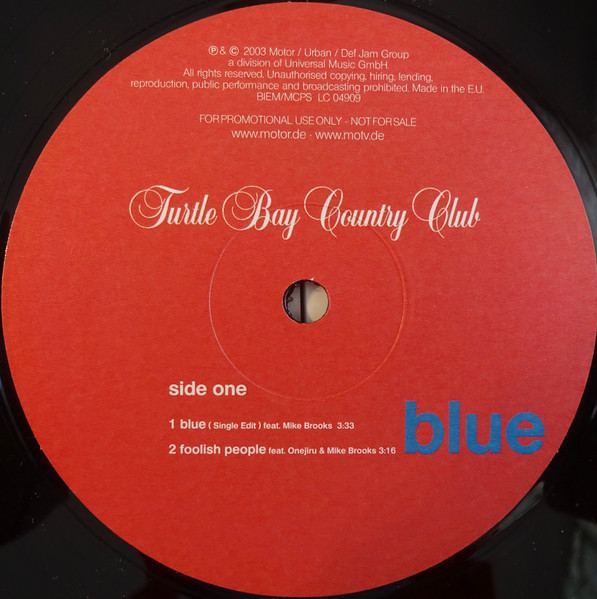 ℗ & © 2003 Motor / Urban / Def Jam Group
a division of Universal Music GmbH.
All rights reserved. Unauthorised copying, hiring, lending,
reproduction, public performance and broadcasting prohibited. Made in the E.U.
BIEM/MCPS LC 04909
FOR PROMOTIONAL USE ONLY - NOT FOR SALE
www.motor.de · www.motv.de
Turtle Bay Country Club
side one
1 blue ( Single Edit ) feat. Mike Brooks 3:33
2 foolish people feat. Onejiru & Mike Brooks 3:16
blue